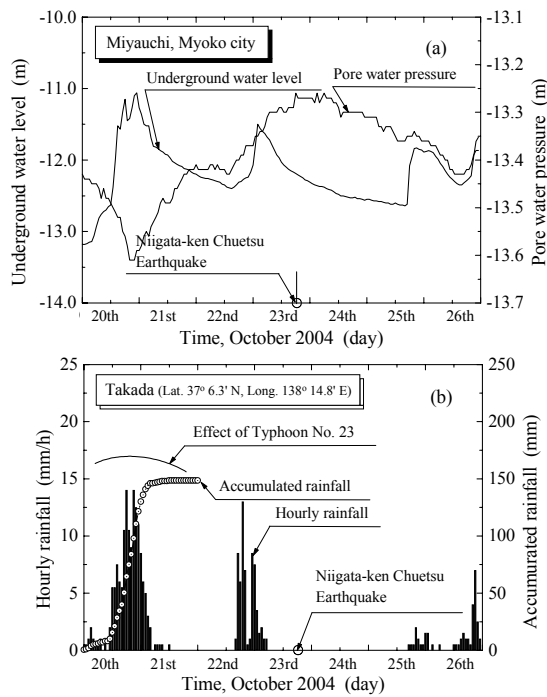 Miyauchi, Myoko city
(a)
Underground water level
Pore water pressure
Niigata-ken Chuetsu
Earthquake
-10.0
-11.0
-12.0
-13.0
-14.0
Underground water level (m)
-13.1
-13.2
-13.3
-13.4
-13.5
-13.6
-13.7
Pore water pressure (m)
20th 21st 22nd 23rd 24th 25th 26th
Time, October 2004 (day)
Takada (Lat. 37o 6.3' N, Long. 138o 14.8' E)
(b)
Effect of Typhoon No. 23
Accumulated rainfall
Hourly rainfall
Niigata-ken Chuetsu
Earthquake
25
20
15
10
5
0
Hourly rainfall (mm/h)
250
200
150
100
50
0
Accumurated rainfall (mm)
20th 21st 22nd 23rd 24th 25th 26th
Time, October 2004 (day)